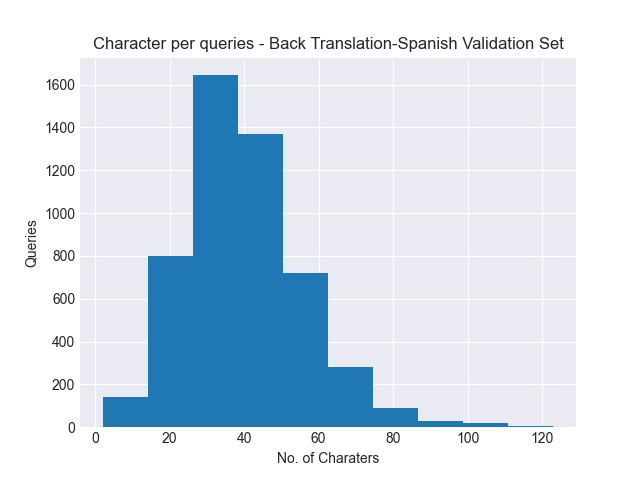 Character per queries - Back Translation-Spanish Validation Set
1600
1400
1200
1000
800
600
400
200
0
Queries
0 20 40 60 80 100 120
No. of Charaters